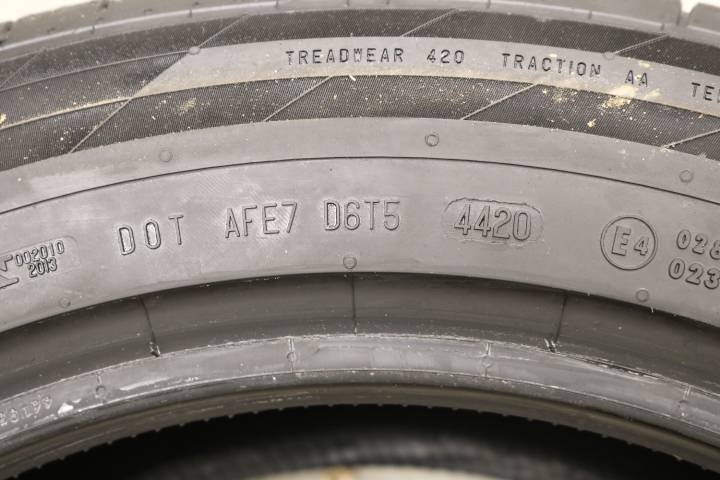 TREADWEAR 420 TRACTION AA
DOT AFE7 D6T5 4420
E4
002010
2013